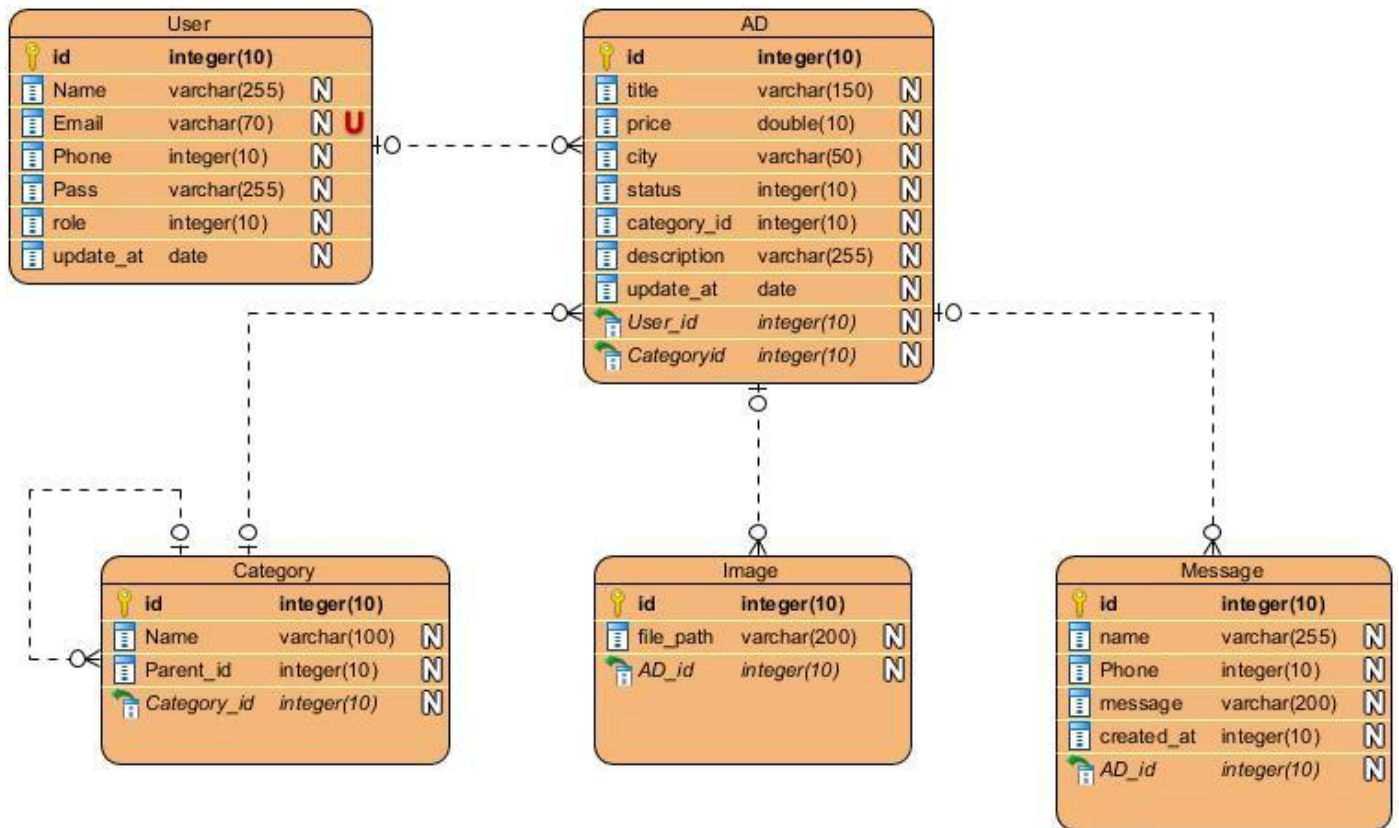 User
id integer(10)
Name varchar(255) N
Email varchar(70) N U
Phone integer(10) N
Pass varchar(255) N
role integer(10) N
update_at date N
AD
id integer(10)
title varchar(150) N
price double(10) N
city varchar(50) N
status integer(10) N
category_id integer(10) N
description varchar(255) N
update_at date N
User_id integer(10) N
Categoryid integer(10) N
Category
id integer(10)
Name varchar(100) N
Parent_id integer(10) N
Category_id integer(10) N
Image
id integer(10)
file_path varchar(200) N
AD_id integer(10) N
Message
id integer(10)
name varchar(255) N
Phone integer(10) N
message varchar(200) N
created_at integer(10) N
AD_id integer(10) N